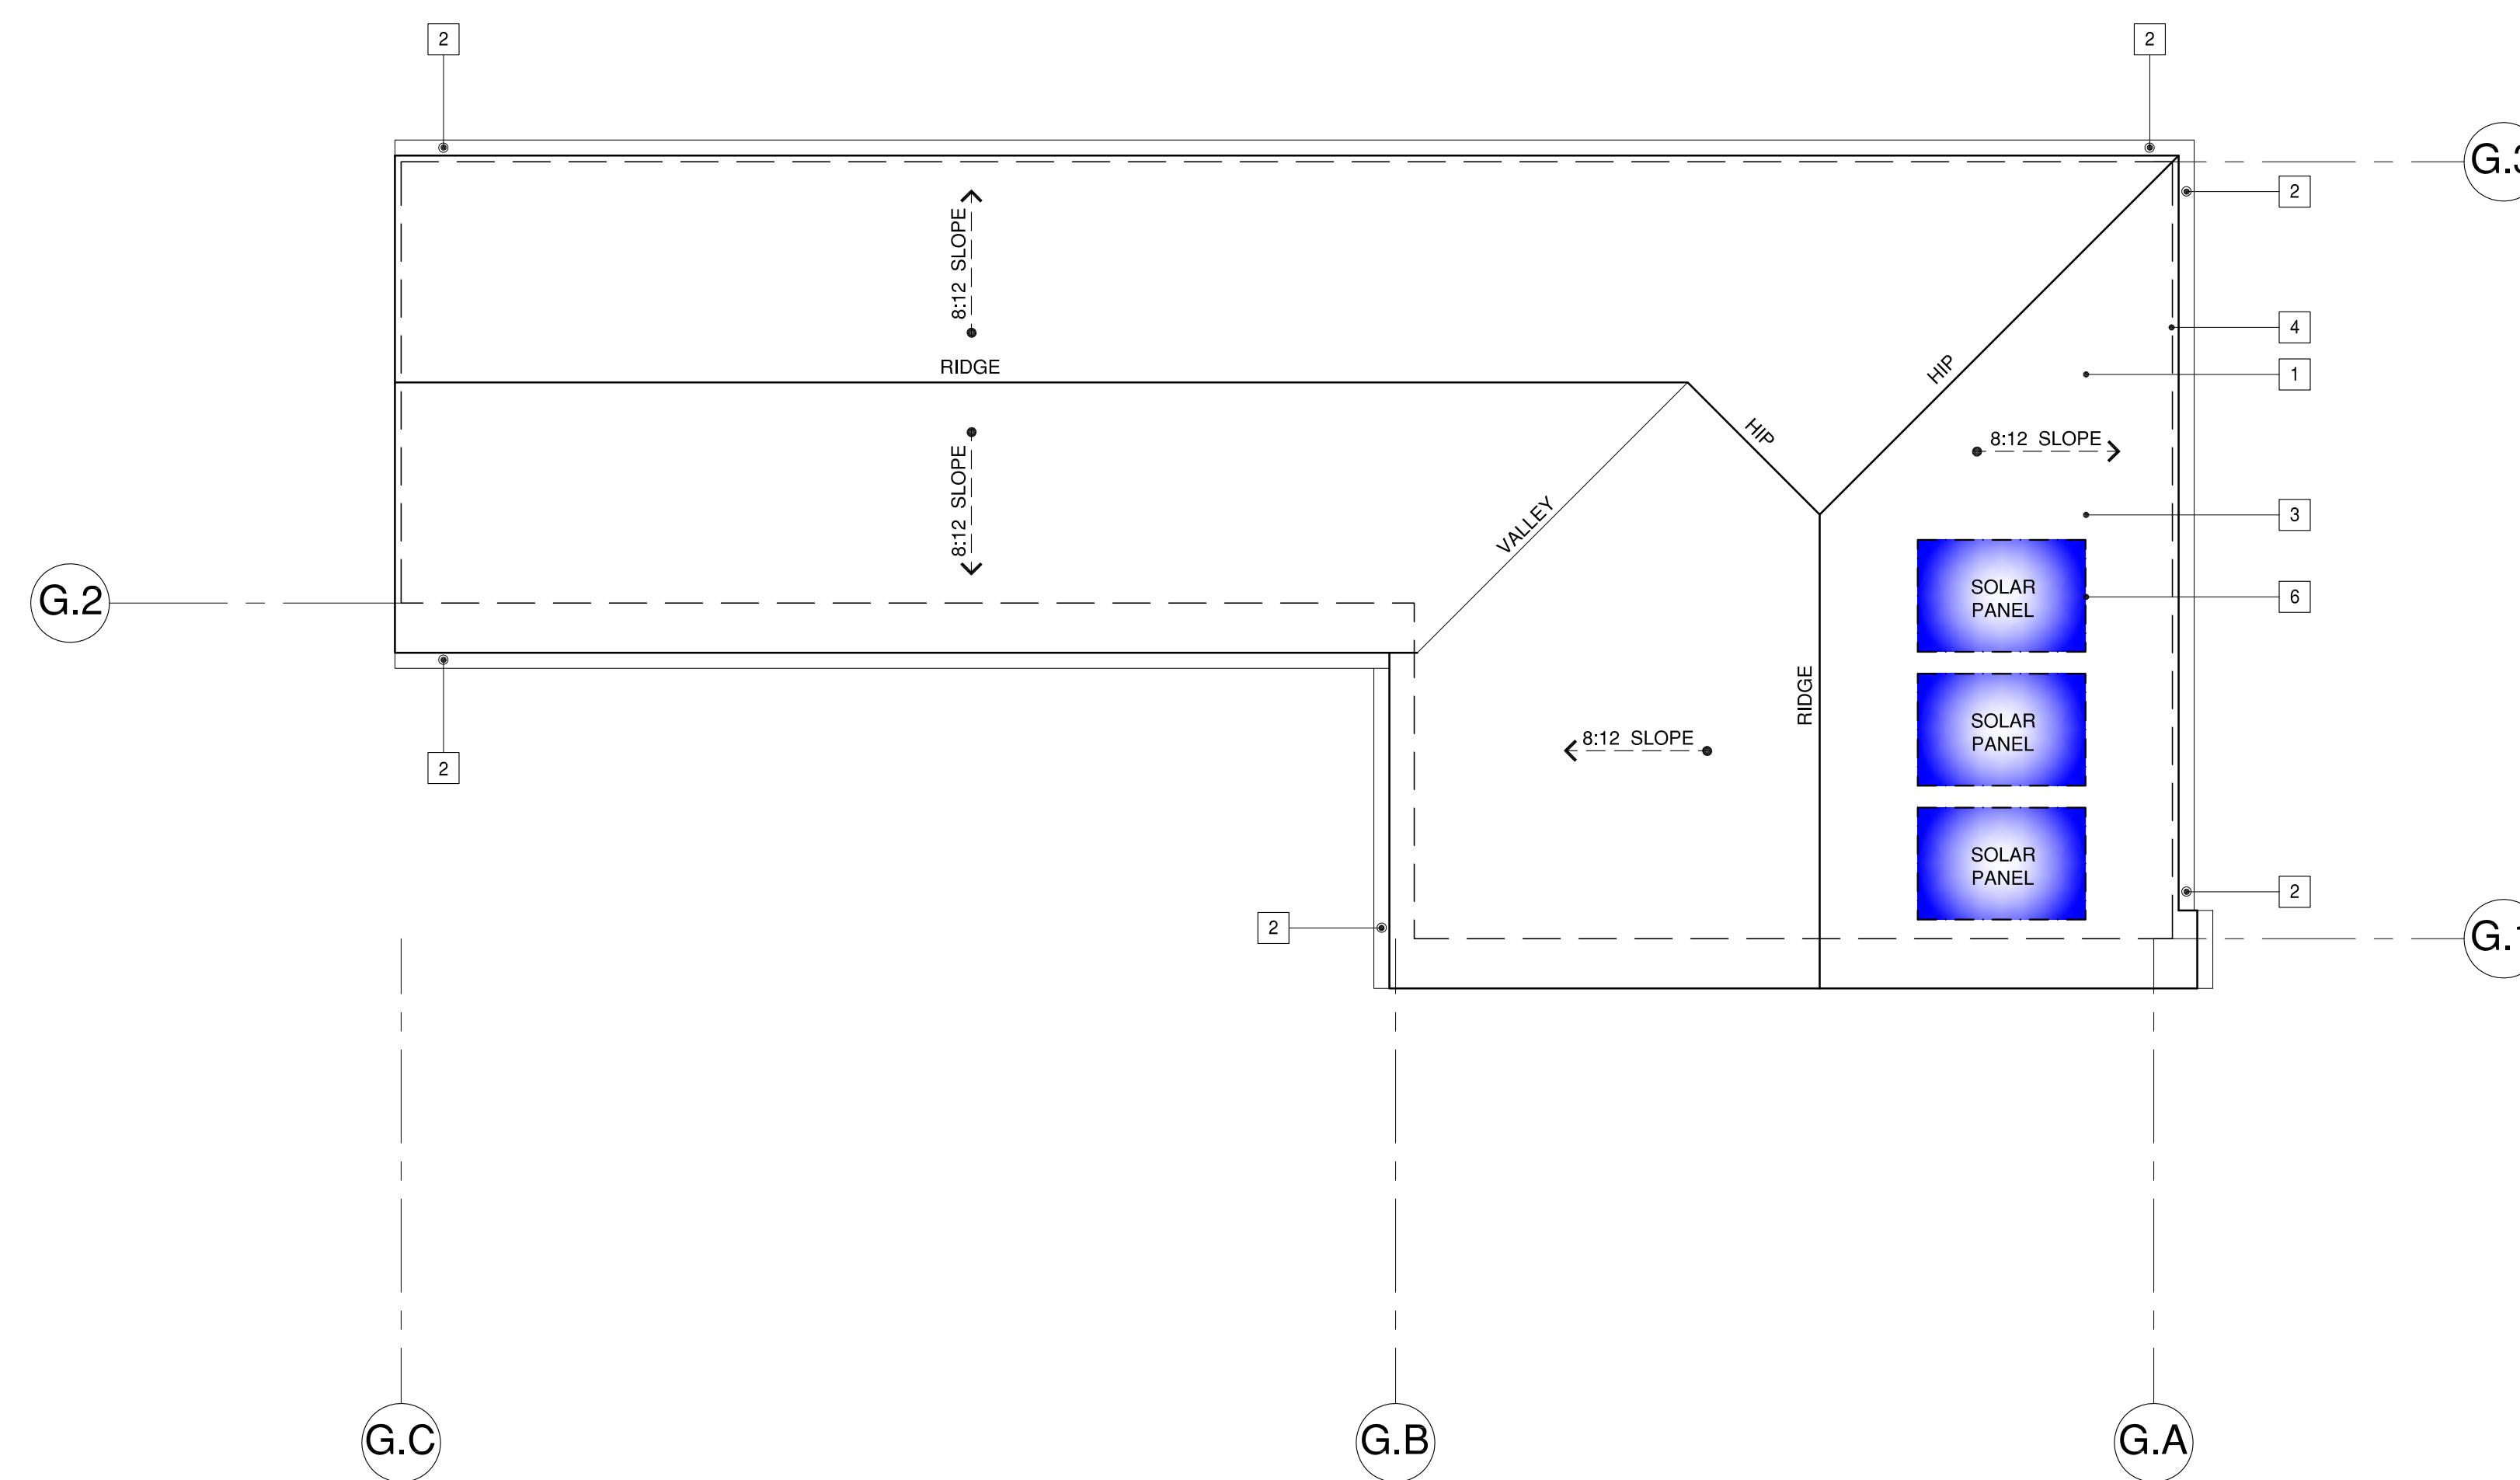 2
2
G.3
2
8:12 SLOPE
4
RIDGE
HIP
1
HIP
8:12 SLOPE
8:12 SLOPE
VALLEY
3
SOLAR
PANEL
6
G.2
RIDGE
SOLAR
PANEL
8:12 SLOPE
2
SOLAR
PANEL
2
2
G.
G.C
G.B
G.A